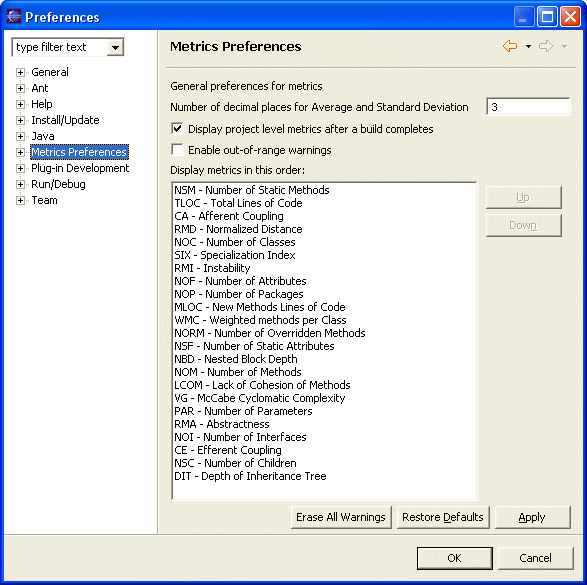 Preferences
type filter text
General
Ant
Help
Install/Update
Java
Metrics Preferences
Plug-in Development
Run/Debug
Team
Metrics Preferences
General preferences for metrics
Number of decimal places for Average and Standard Deviation 3
Display project level metrics after a build completes
Enable out-of-range warnings
Display metrics in this order:
NSM - Number of Static Methods
TLOC - Total Lines of Code
CA - Afferent Coupling
RMD - Normalized Distance
NOC - Number of Classes
SIX - Specialization Index
RMI - Instability
NOF - Number of Attributes
NOP - Number of Packages
MLOC - New Methods Lines of Code
WMC - Weighted methods per Class
NORM - Number of Overridden Methods
NSF - Number of Static Attributes
NBD - Nested Block Depth
NOM - Number of Methods
LCOM - Lack of Cohesion of Methods
VG - McCabe Cyclomatic Complexity
PAR - Number of Parameters
RMA - Abstractness
NOI - Number of Interfaces
CE - Efferent Coupling
NSC - Number of Children
DIT - Depth of Inheritance Tree
Up
Down
Erase All Warnings Restore Defaults Apply
OK Cancel